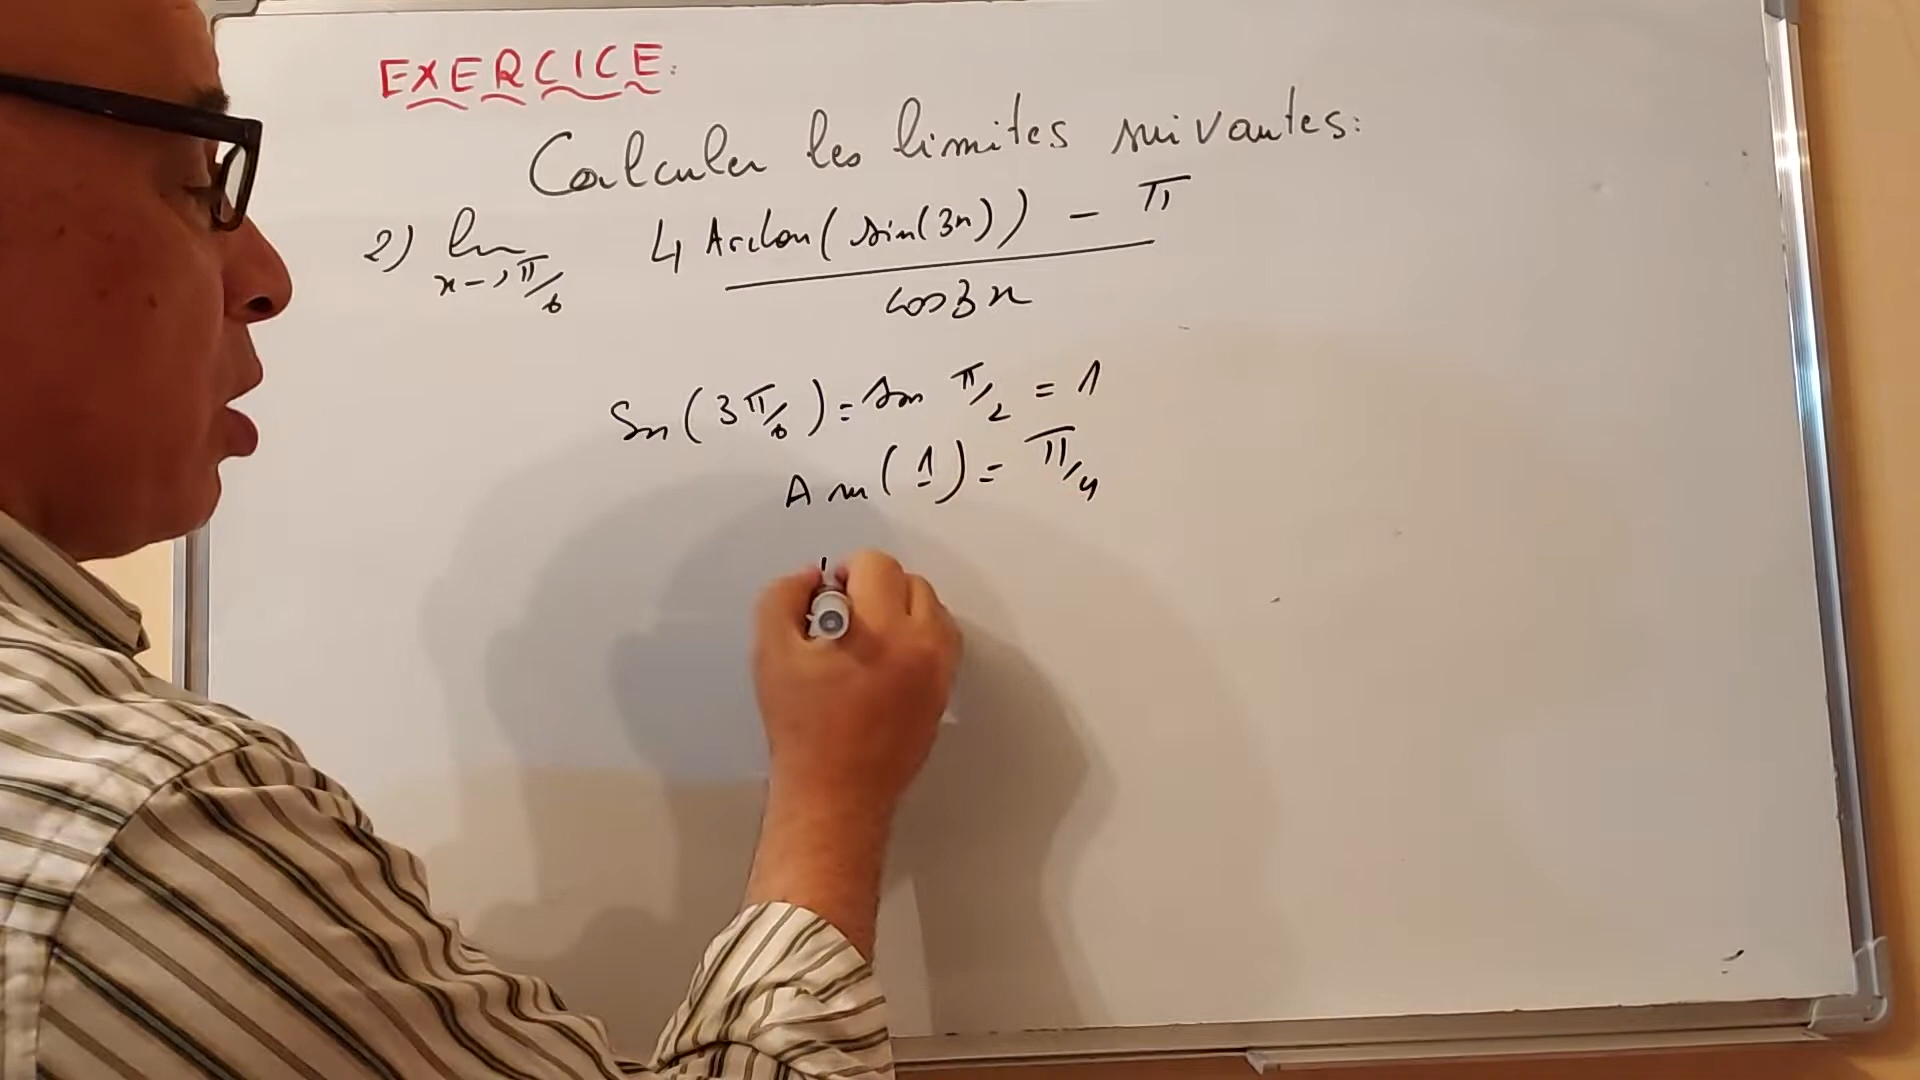 EXERCICE:
Calculer les limites suivantes:
2) lim x→π/6 4 Arctan(sin(3x)) - π / cos3x
Sin(3π/6) = sin π/2 = 1
(1) = π/4